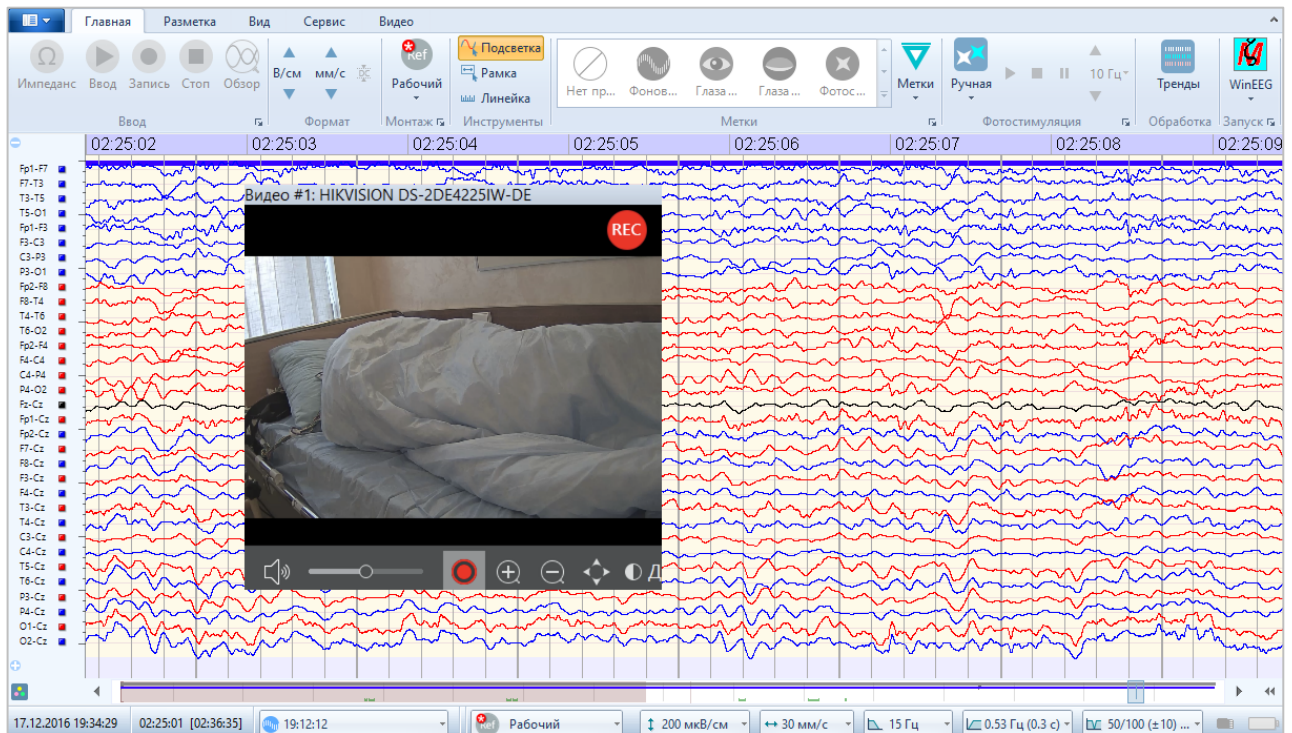 Главная Разметка Вид Сервис Видео
Импеданс Ввод Запись Стоп Обзор
В/см мм/с
Ref
Рабочий
Подсветка
Рамка
Линейка
Нет пр... Фонов... Глаза ... Глаза ... Фотос...
Метки
Ручная
10 Гц
Тренды
WinEEG
Ввод Формат Монтаж Инструменты Метки Фотостимуляция Обработка Запуск
02:25:02 02:25:03 02:25:04 02:25:05 02:25:06 02:25:07 02:25:08 02:25:09
Fp1-F7
F7-T3
T3-T5
T5-O1
Fp1-F3
F3-C3
C3-P3
P3-O1
Fp2-F8
F8-T4
T4-T6
T6-O2
Fp2-F4
F4-C4
C4-P4
P4-O2
Pz-Cz
Fp1-Cz
Fp2-Cz
F7-Cz
F8-Cz
F3-Cz
F4-Cz
T3-Cz
T4-Cz
C3-Cz
C4-Cz
T5-Cz
T6-Cz
P3-Cz
P4-Cz
O1-Cz
O2-Cz
Видео #1: HIKVISION DS-2DE4225IW-DE
REC
Д
17.12.2016 19:34:29 02:25:01 [02:36:35] 19:12:12 Ref Рабочий 200 мкВ/см 30 мм/с 15 Гц 0.53 Гц (0.3 с) 50/100 (±10) ...